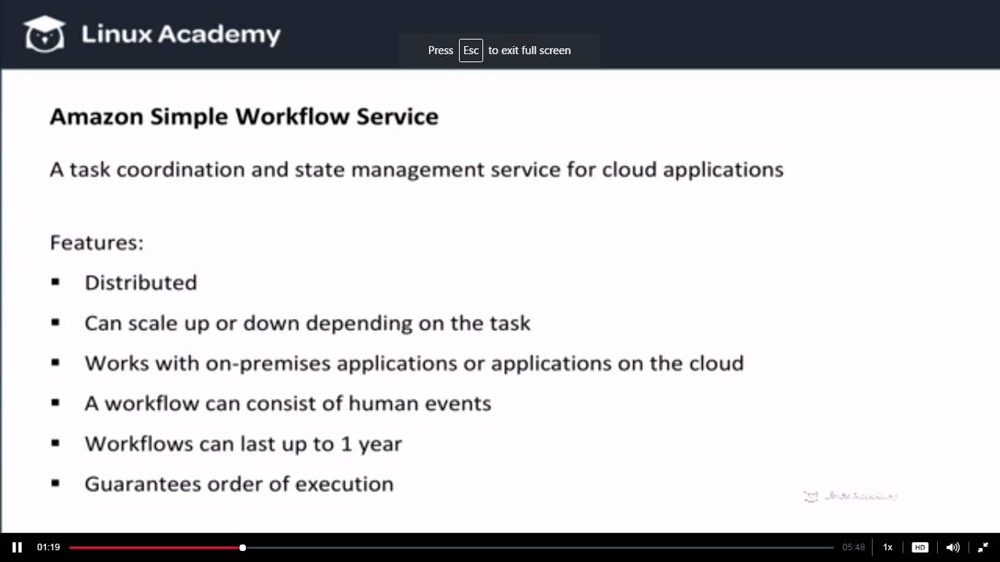 Linux Academy
Press Esc to exit full screen
Amazon Simple Workflow Service
A task coordination and state management service for cloud applications
Features:
▪ Distributed
▪ Can scale up or down depending on the task
▪ Works with on-premises applications or applications on the cloud
▪ A workflow can consist of human events
▪ Workflows can last up to 1 year
▪ Guarantees order of execution
Linux Academy
01:19
05:48
1x
HD